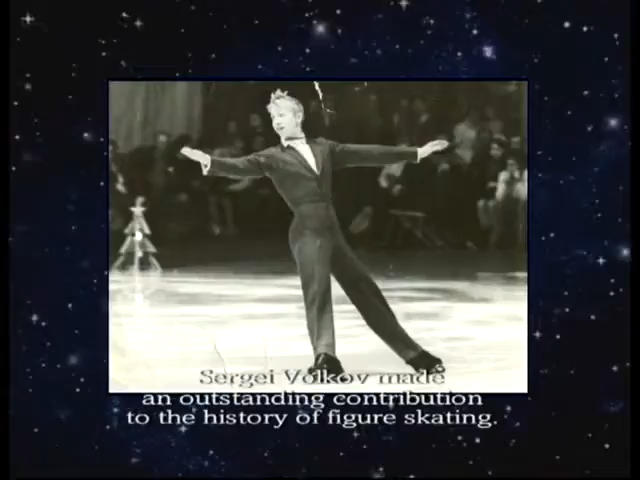 Sergei Volkov made
an outstanding contribution
to the history of figure skating.